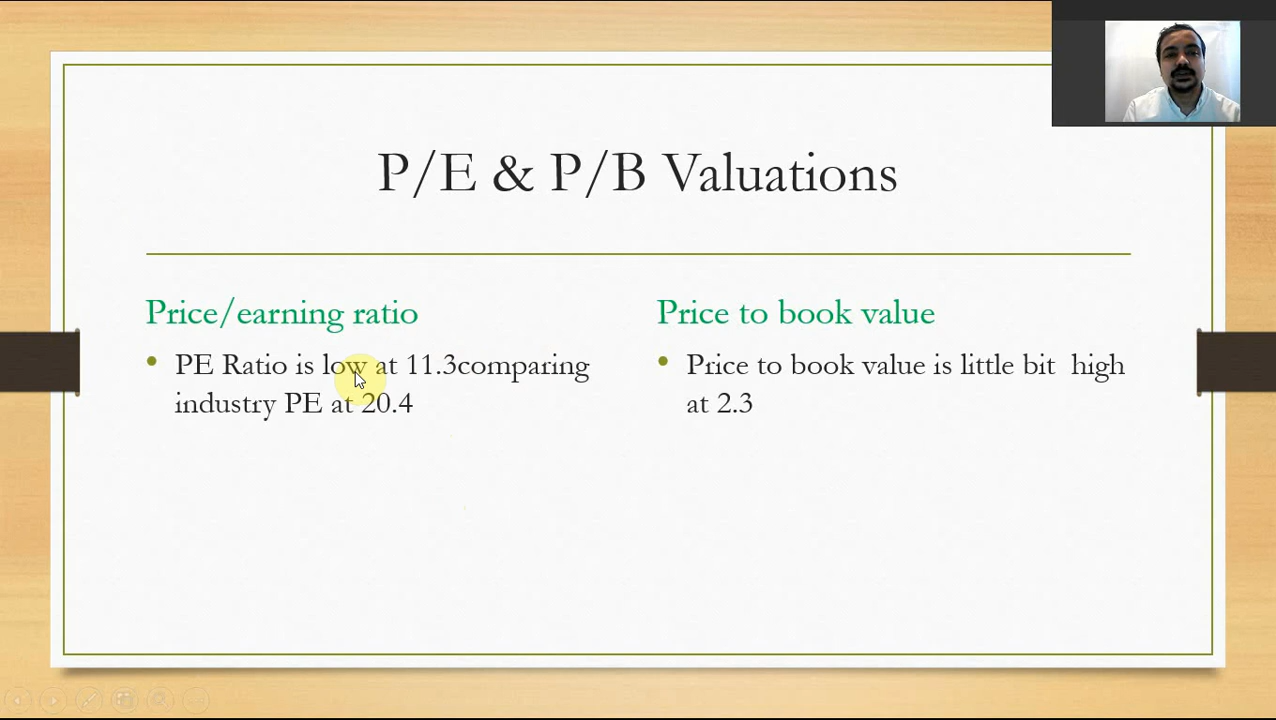 P/E & P/B Valuations
Price/earning ratio
PE Ratio is low at 11.3comparing
industry PE at 20.4
Price to book value
Price to book value is little bit  high
at 2.3